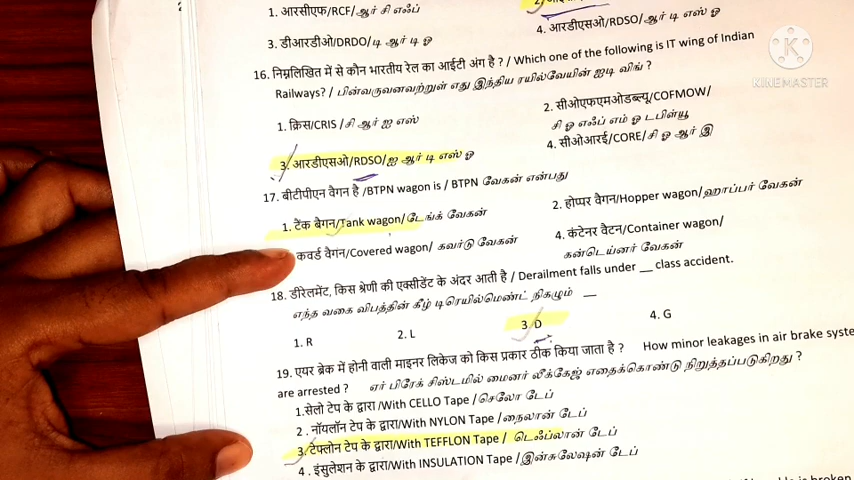 1. आरसीएफ/RCF/ஆர் சி எஃப்
3. डीआरडीओ/DRDO/டி ஆர் டி ஓ
4. आरडीएसओ/RDSO/ஆர் டி எஸ் ஓ
KINEMASTER
16. निम्नलिखित में से कौन भारतीय रेल का आईटी अंग है ? / Which one of the following is IT wing of Indian
Railways? / பின்வருவனவற்றுள் எது இந்திய ரயில்வேயின் ஐடி விங் ?
1. क्रिस/CRIS /சி ஆர் ஐ எஸ்
2. सीओएफएमओडब्ल्यू/COFMOW/
சி ஓ எஃப் எம் ஓ டபிள்யூ
3. आरडीएसओ/RDSO/ஐ ஆர் டி எஸ் ஓ
4. सीओआरई/CORE/சி ஓ ஆர் இ
17. बीटीपीएन वैगन है /BTPN wagon is / BTPN வேகன் என்பது
1. टैंक बैगन/Tank wagon/டேங்க் வேகன்
2. होप्पर वैगन/Hopper wagon/ஹாப்பர் வேகன்
कवर्ड वैगन/Covered wagon/ கவர்டு வேகன்
4. कंटेनर वैटन/Container wagon/
கன்டெய்னர் வேகன்
18. डीरेलमेंट, किस श्रेणी की एक्सीडेंट के अंदर आती है / Derailment falls under __ class accident.
எந்த வகை விபத்தின் கீழ் டிரெயில்மெண்ட் நிகழும் __
1. R
2. L
3. D
4. G
19. एयर ब्रेक में होनी वाली माइनर लिकेज को किस प्रकार ठीक किया जाता है ? How minor leakages in air brake syste
are arrested ? ஏர் பிரேக் சிஸ்டமில் மைனர் லீக்கேஜ் எதைக்கொண்டு நிறுத்தப்படுகிறது ?
1.सेलो टेप के द्वारा /With CELLO Tape /செலோ டேப்
2 . नॉयलॉन टेप के द्वारा/With NYLON Tape /நைலான் டேப்
3. टेफ्लोन टेप के द्वारा/With TEFFLON Tape / டெஃப்லான் டேப்
4 . इंसुलेशन के द्वारा/With INSULATION Tape /இன்சுலேஷன் டேப்